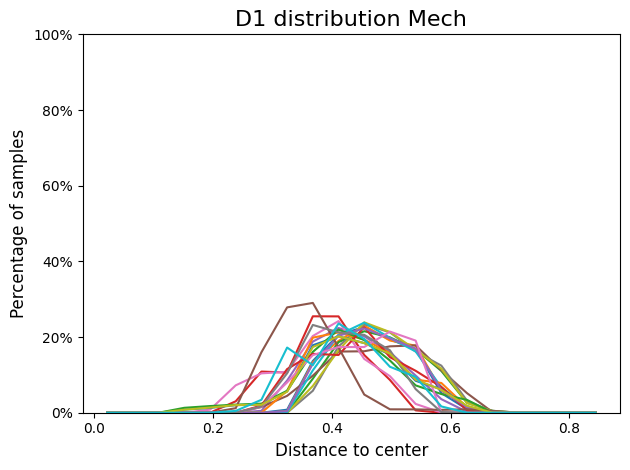 D1 distribution Mech
Percentage of samples
100%
80%
60%
40%
20%
0%
0.0 0.2 0.4 0.6 0.8
Distance to center